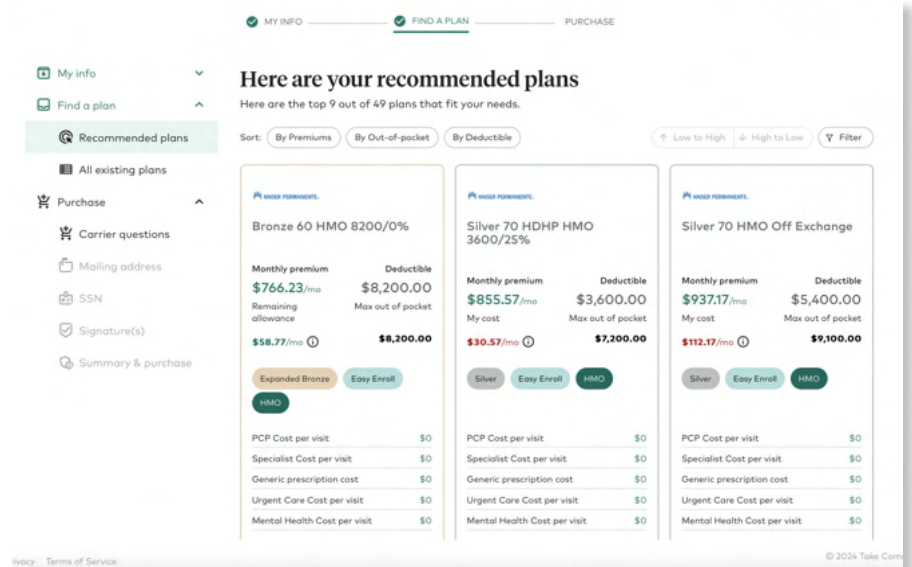 MY INFO
FIND A PLAN
PURCHASE
My info
Find a plan
Recommended plans
All existing plans
Purchase
Carrier questions
Mailing address
SSN
Signature(s)
Summary & purchase
Here are your recommended plans
Here are the top 9 out of 49 plans that fit your needs.
Sort: By Premiums By Out-of-pocket By Deductible
Low to High High to Low Filter
KAISER PERMANENTE.
Bronze 60 HMO 8200/0%
Monthly premium Deductible
$766.23/mo $8,200.00
Remaining allowance Max out of pocket
$58.77/mo $8,200.00
Expanded Bronze Easy Enroll
HMO
PCP Cost per visit $0
Specialist Cost per visit $0
Generic prescription cost $0
Urgent Care Cost per visit $0
Mental Health Cost per visit $0
KAISER PERMANENTE.
Silver 70 HDHP HMO
3600/25%
Monthly premium Deductible
$855.57/mo $3,600.00
My cost Max out of pocket
$30.57/mo $7,200.00
Silver Easy Enroll HMO
PCP Cost per visit $0
Specialist Cost per visit $0
Generic prescription cost $0
Urgent Care Cost per visit $0
Mental Health Cost per visit $0
KAISER PERMANENTE.
Silver 70 HMO Off Exchange
Monthly premium Deductible
$937.17/mo $5,400.00
My cost Max out of pocket
$112.17/mo $9,100.00
Silver Easy Enroll HMO
PCP Cost per visit $0
Specialist Cost per visit $0
Generic prescription cost $0
Urgent Care Cost per visit $0
Mental Health Cost per visit $0
ivacy Terms of Service
© 2024 Take Com